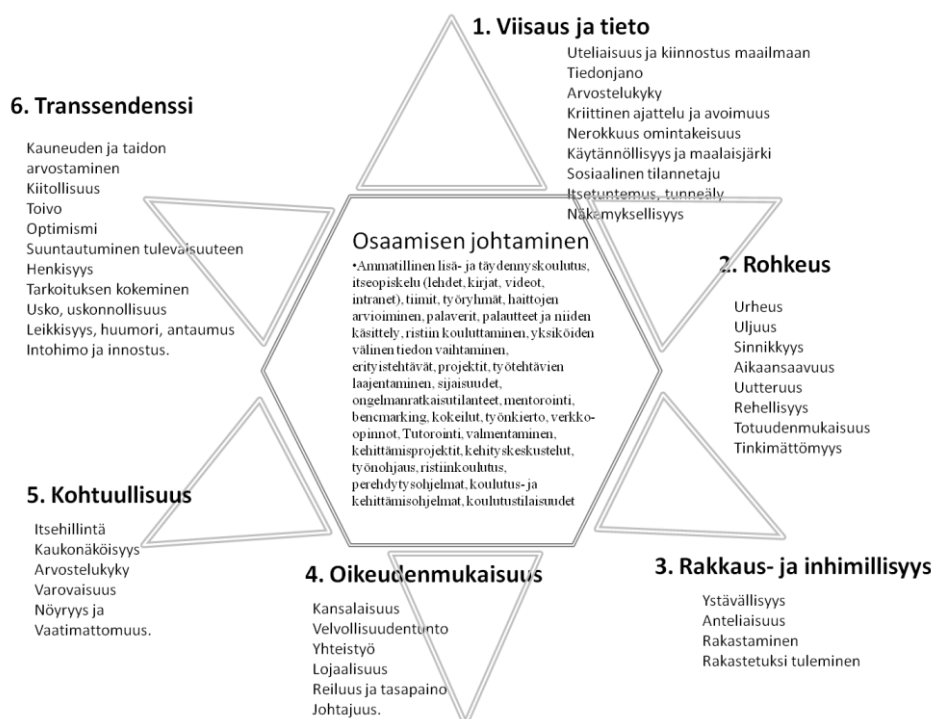 1. Viisaus ja tieto
Uteliaisuus ja kiinnostus maailmaan
Tiedonjano
Arvostelukyky
Kriittinen ajattelu ja avoimuus
Nerokkuus omintakeisuus
Käytännöllisyys ja maalaisjärki
Sosiaalinen tilannetaju
Itsetuntemus, tunneäly
Näkemyksellisyys
6. Transsendenssi
Kauneuden ja taidon
arvostaminen
Kiitollisuus
Toivo
Optimismi
Suuntautuminen tulevaisuuteen
Henkisyys
Tarkoituksen kokeminen
Usko, uskonnollisuus
Leikkisyys, huumori, antaumus
Intohimo ja innostus.
Osaamisen johtaminen
•Ammatillinen lisä- ja täydennyskoulutus,
itseopiskelu (lehdet, kirjat, videot,
intranet), tiimit, työryhmät, haittojen
arvioiminen, palaverit, palautteet ja niiden
käsittely, ristiin kouluttaminen, yksiköiden
välinen tiedon vaihtaminen,
erityistehtävät, projektit, työtehtävien
laajentaminen, sijaisuudet,
ongelmanratkaisutilanteet, mentorointi,
bencmarking, kokeilut, työnkierto, verkko-
opinnot, Tutorointi, valmentaminen,
kehittämisprojektit, kehityskeskustelut,
työnohjaus, ristiinkoulutus,
perehdytysohjelmat, koulutus- ja
kehittämisohjelmat, koulutustilaisuudet
2. Rohkeus
Urheus
Uljuus
Sinnikkyys
Aikaansaavuus
Uutteruus
Rehellisyys
Totuudenmukaisuus
Tinkimättömyys
5. Kohtuullisuus
Itsehillintä
Kaukonäköisyys
Arvostelukyky
Varovaisuus
Nöyryys ja
Vaatimattomuus.
4. Oikeudenmukaisuus
Kansalaisuus
Velvollisuudentunto
Yhteistyö
Lojaalisuus
Reiluus ja tasapaino
Johtajuus.
3. Rakkaus- ja inhimillisyys
Ystävällisyys
Anteliaisuus
Rakastaminen
Rakastetuksi tuleminen